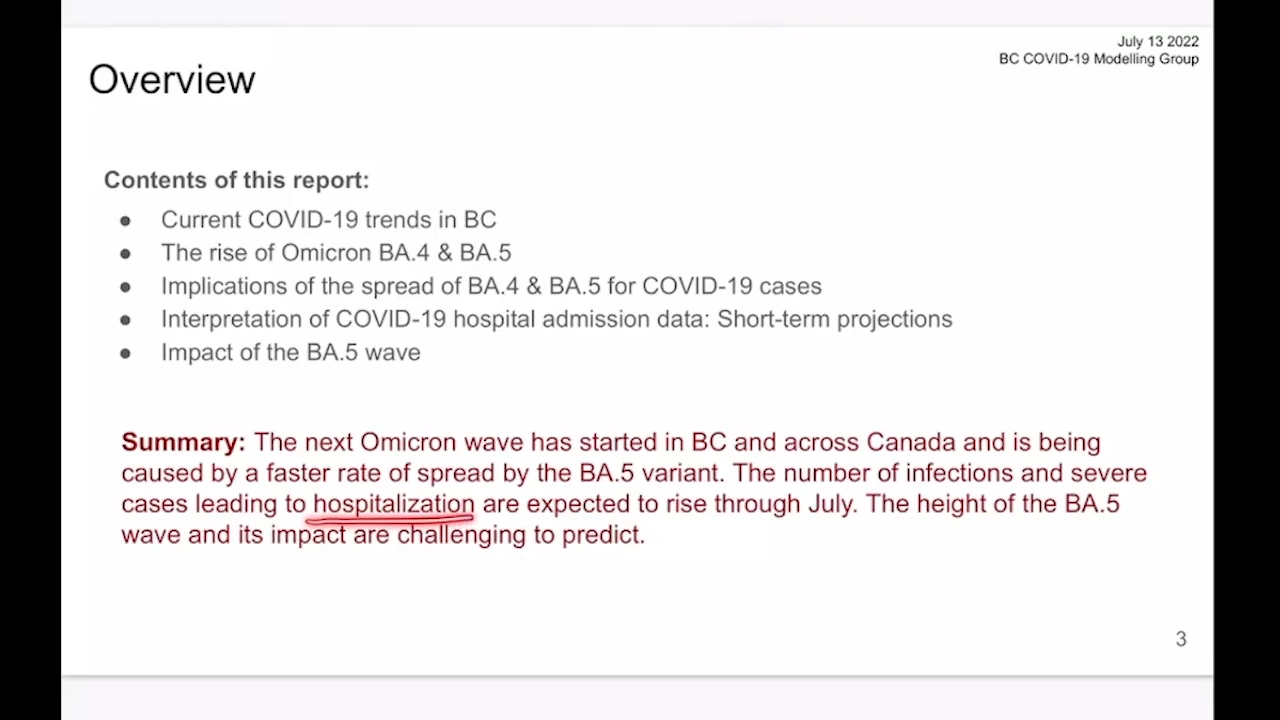 July 13 2022
BC COVID-19 Modelling Group
Overview
Contents of this report:
● Current COVID-19 trends in BC
● The rise of Omicron BA.4 & BA.5
● Implications of the spread of BA.4 & BA.5 for COVID-19 cases
● Interpretation of COVID-19 hospital admission data: Short-term projections
● Impact of the BA.5 wave
Summary: The next Omicron wave has started in BC and across Canada and is being
caused by a faster rate of spread by the BA.5 variant. The number of infections and severe
cases leading to hospitalization are expected to rise through July. The height of the BA.5
wave and its impact are challenging to predict.
3